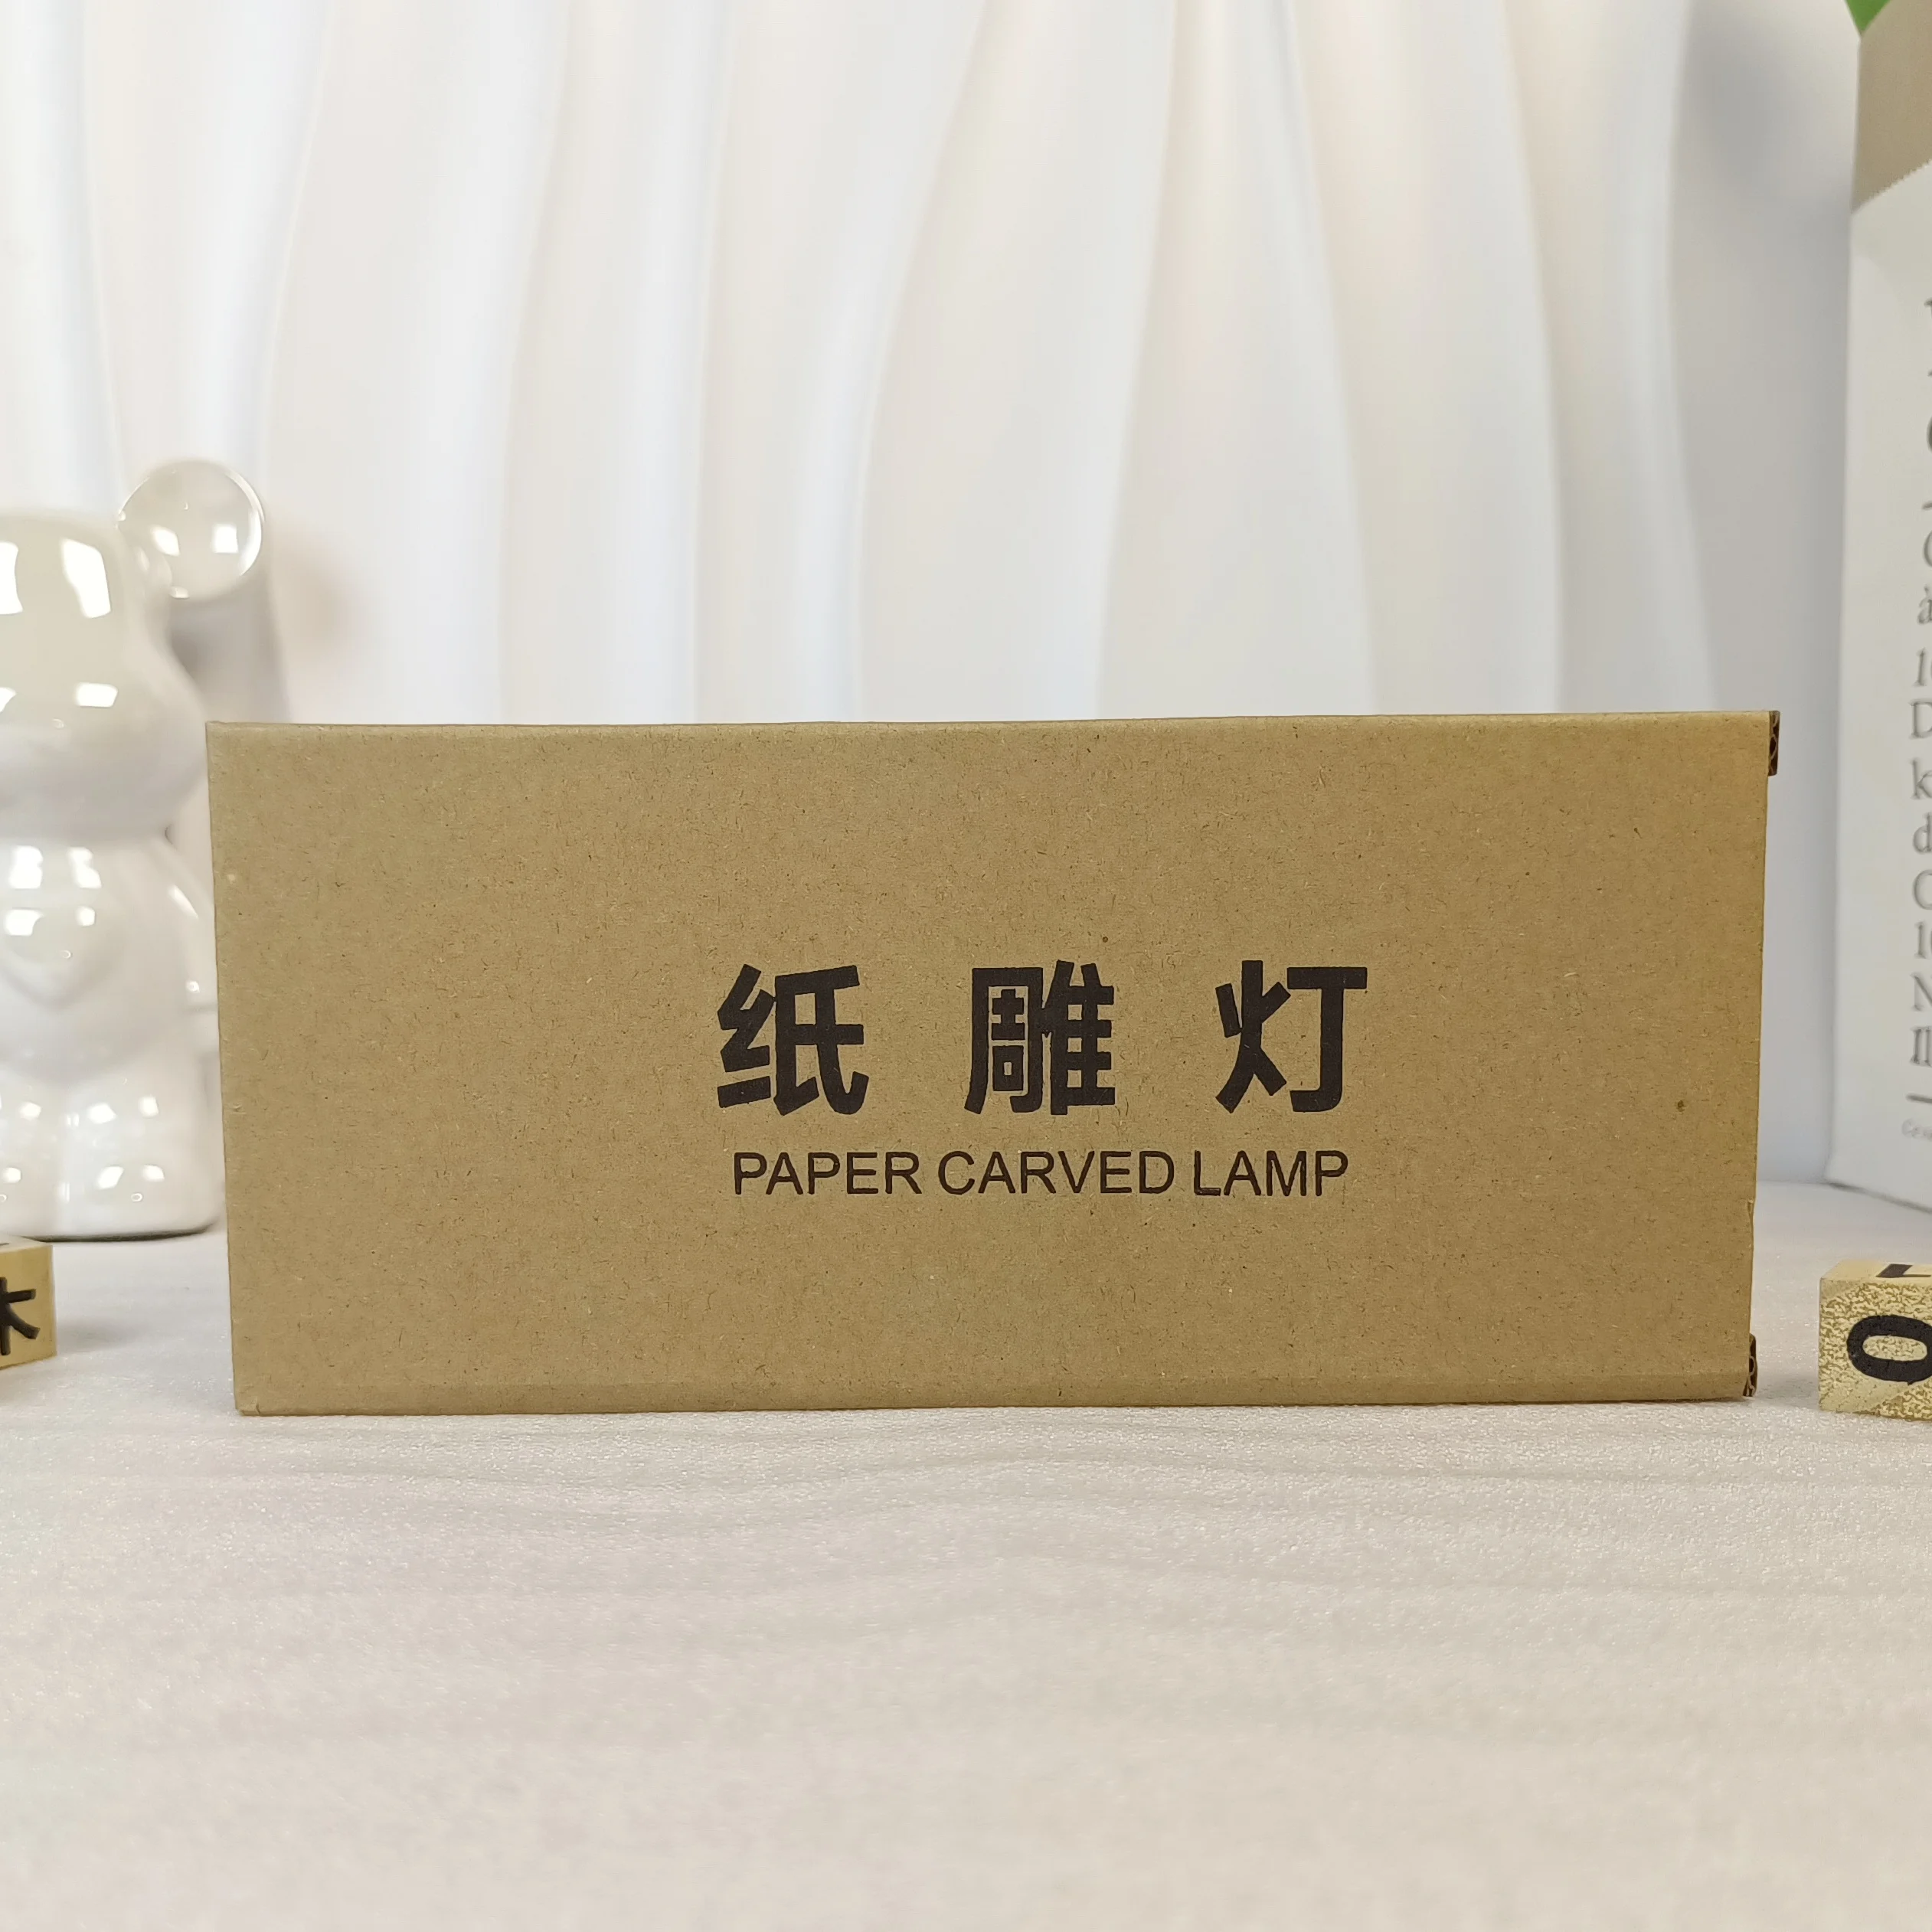 纸 雕 灯
PAPER CARVED LAMP